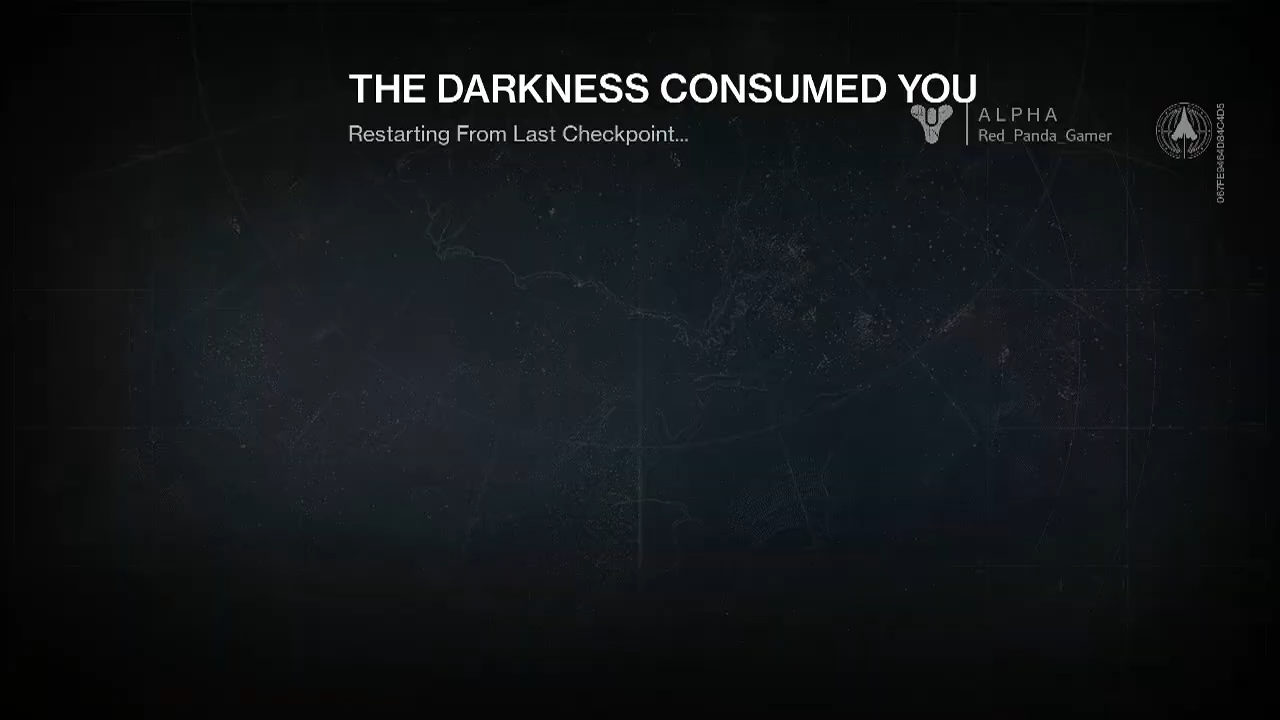 THE DARKNESS CONSUMED YOU
Restarting From Last Checkpoint...
ALPHA
Red_Panda_Gamer